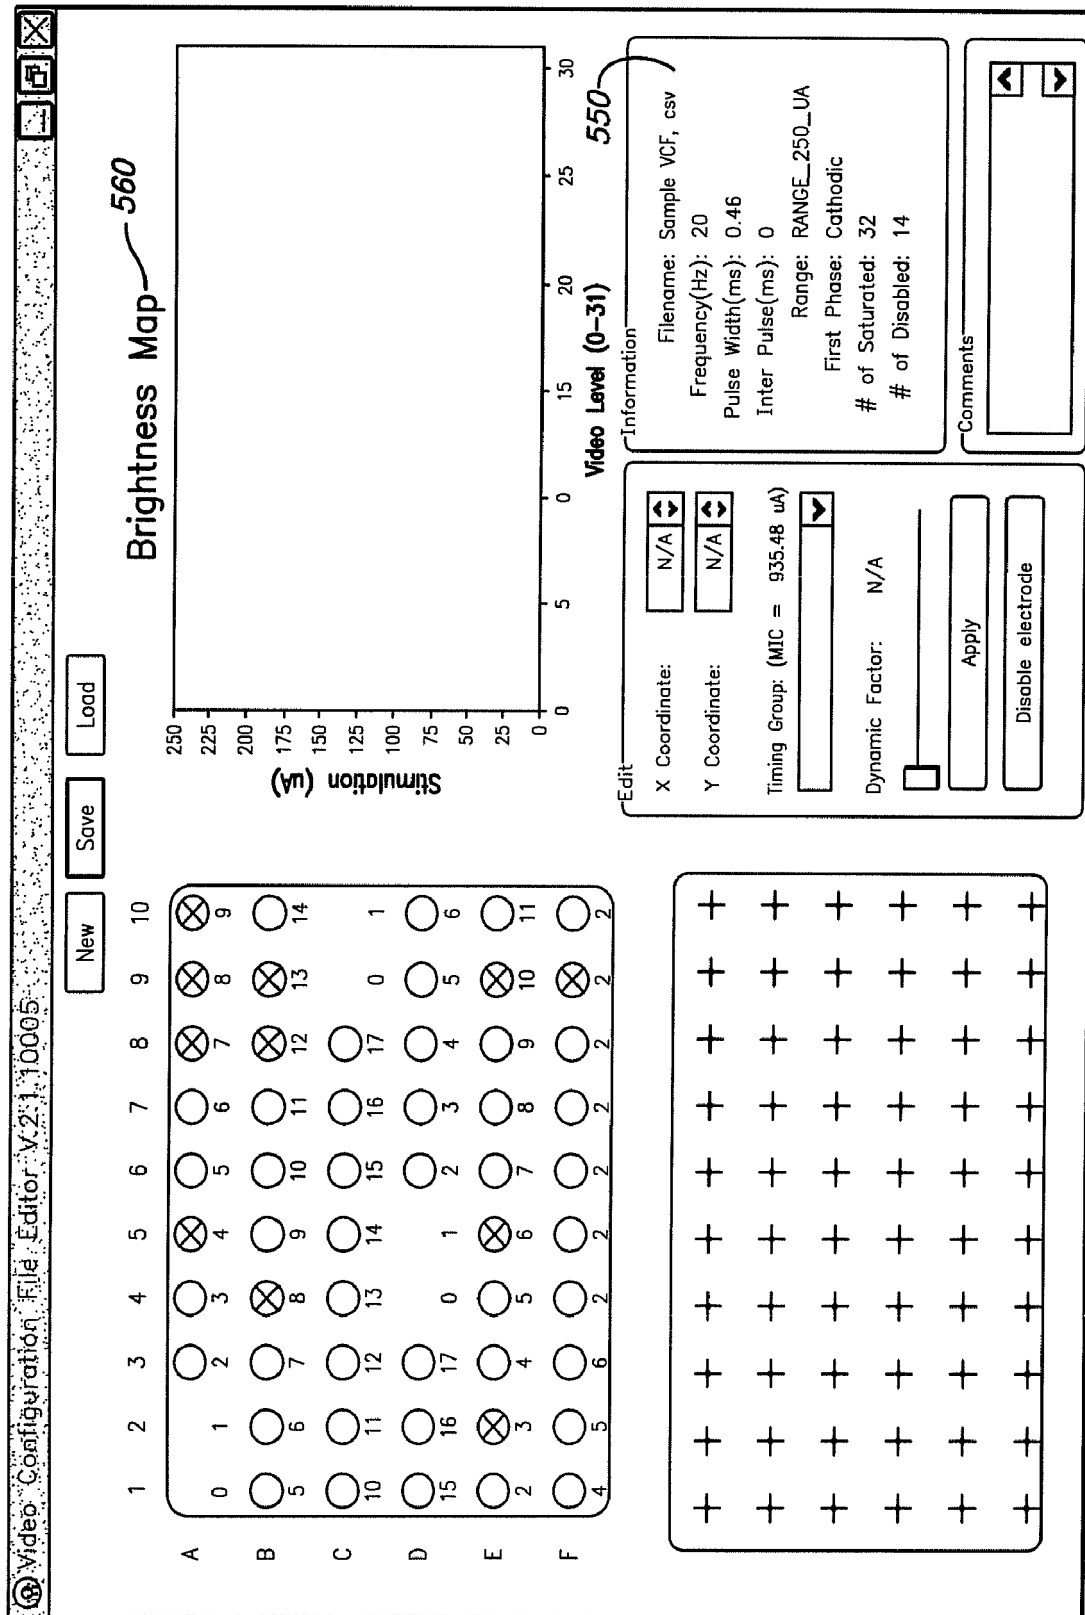 Video Configuration File Editor V.2.1.10005
New Save Load
1 2 3 4 5 6 7 8 9 10
A
0 1 2 3 4 5 6 7 8 9
B
5 6 7 8 9 10 11 12 13 14
C
10 11 12 13 14 15 16 17 0 1
D
15 16 17 0 1 2 3 4 5 6
E
2 3 4 5 6 7 8 9 10 11
F
4 5 6 2 2 2 2 2 2 2
Brightness Map 560
Stimulation (uA)
250
225
200
175
150
125
100
75
50
25
0
0 5 0 15 20 25 30
Video Level (0-31)
Edit
X Coordinate: N/A
Y Coordinate: N/A
Timing Group: (MIC = 935.48 uA)
Dynamic Factor: N/A
Apply
Disable electrode
Information
550
Filename: Sample VCF, csv
Frequency(Hz): 20
Pulse Width(ms): 0.46
Inter Pulse(ms): 0
Range: RANGE_250_UA
First Phase: Cathodic
# of Saturated: 32
# of Disabled: 14
Comments